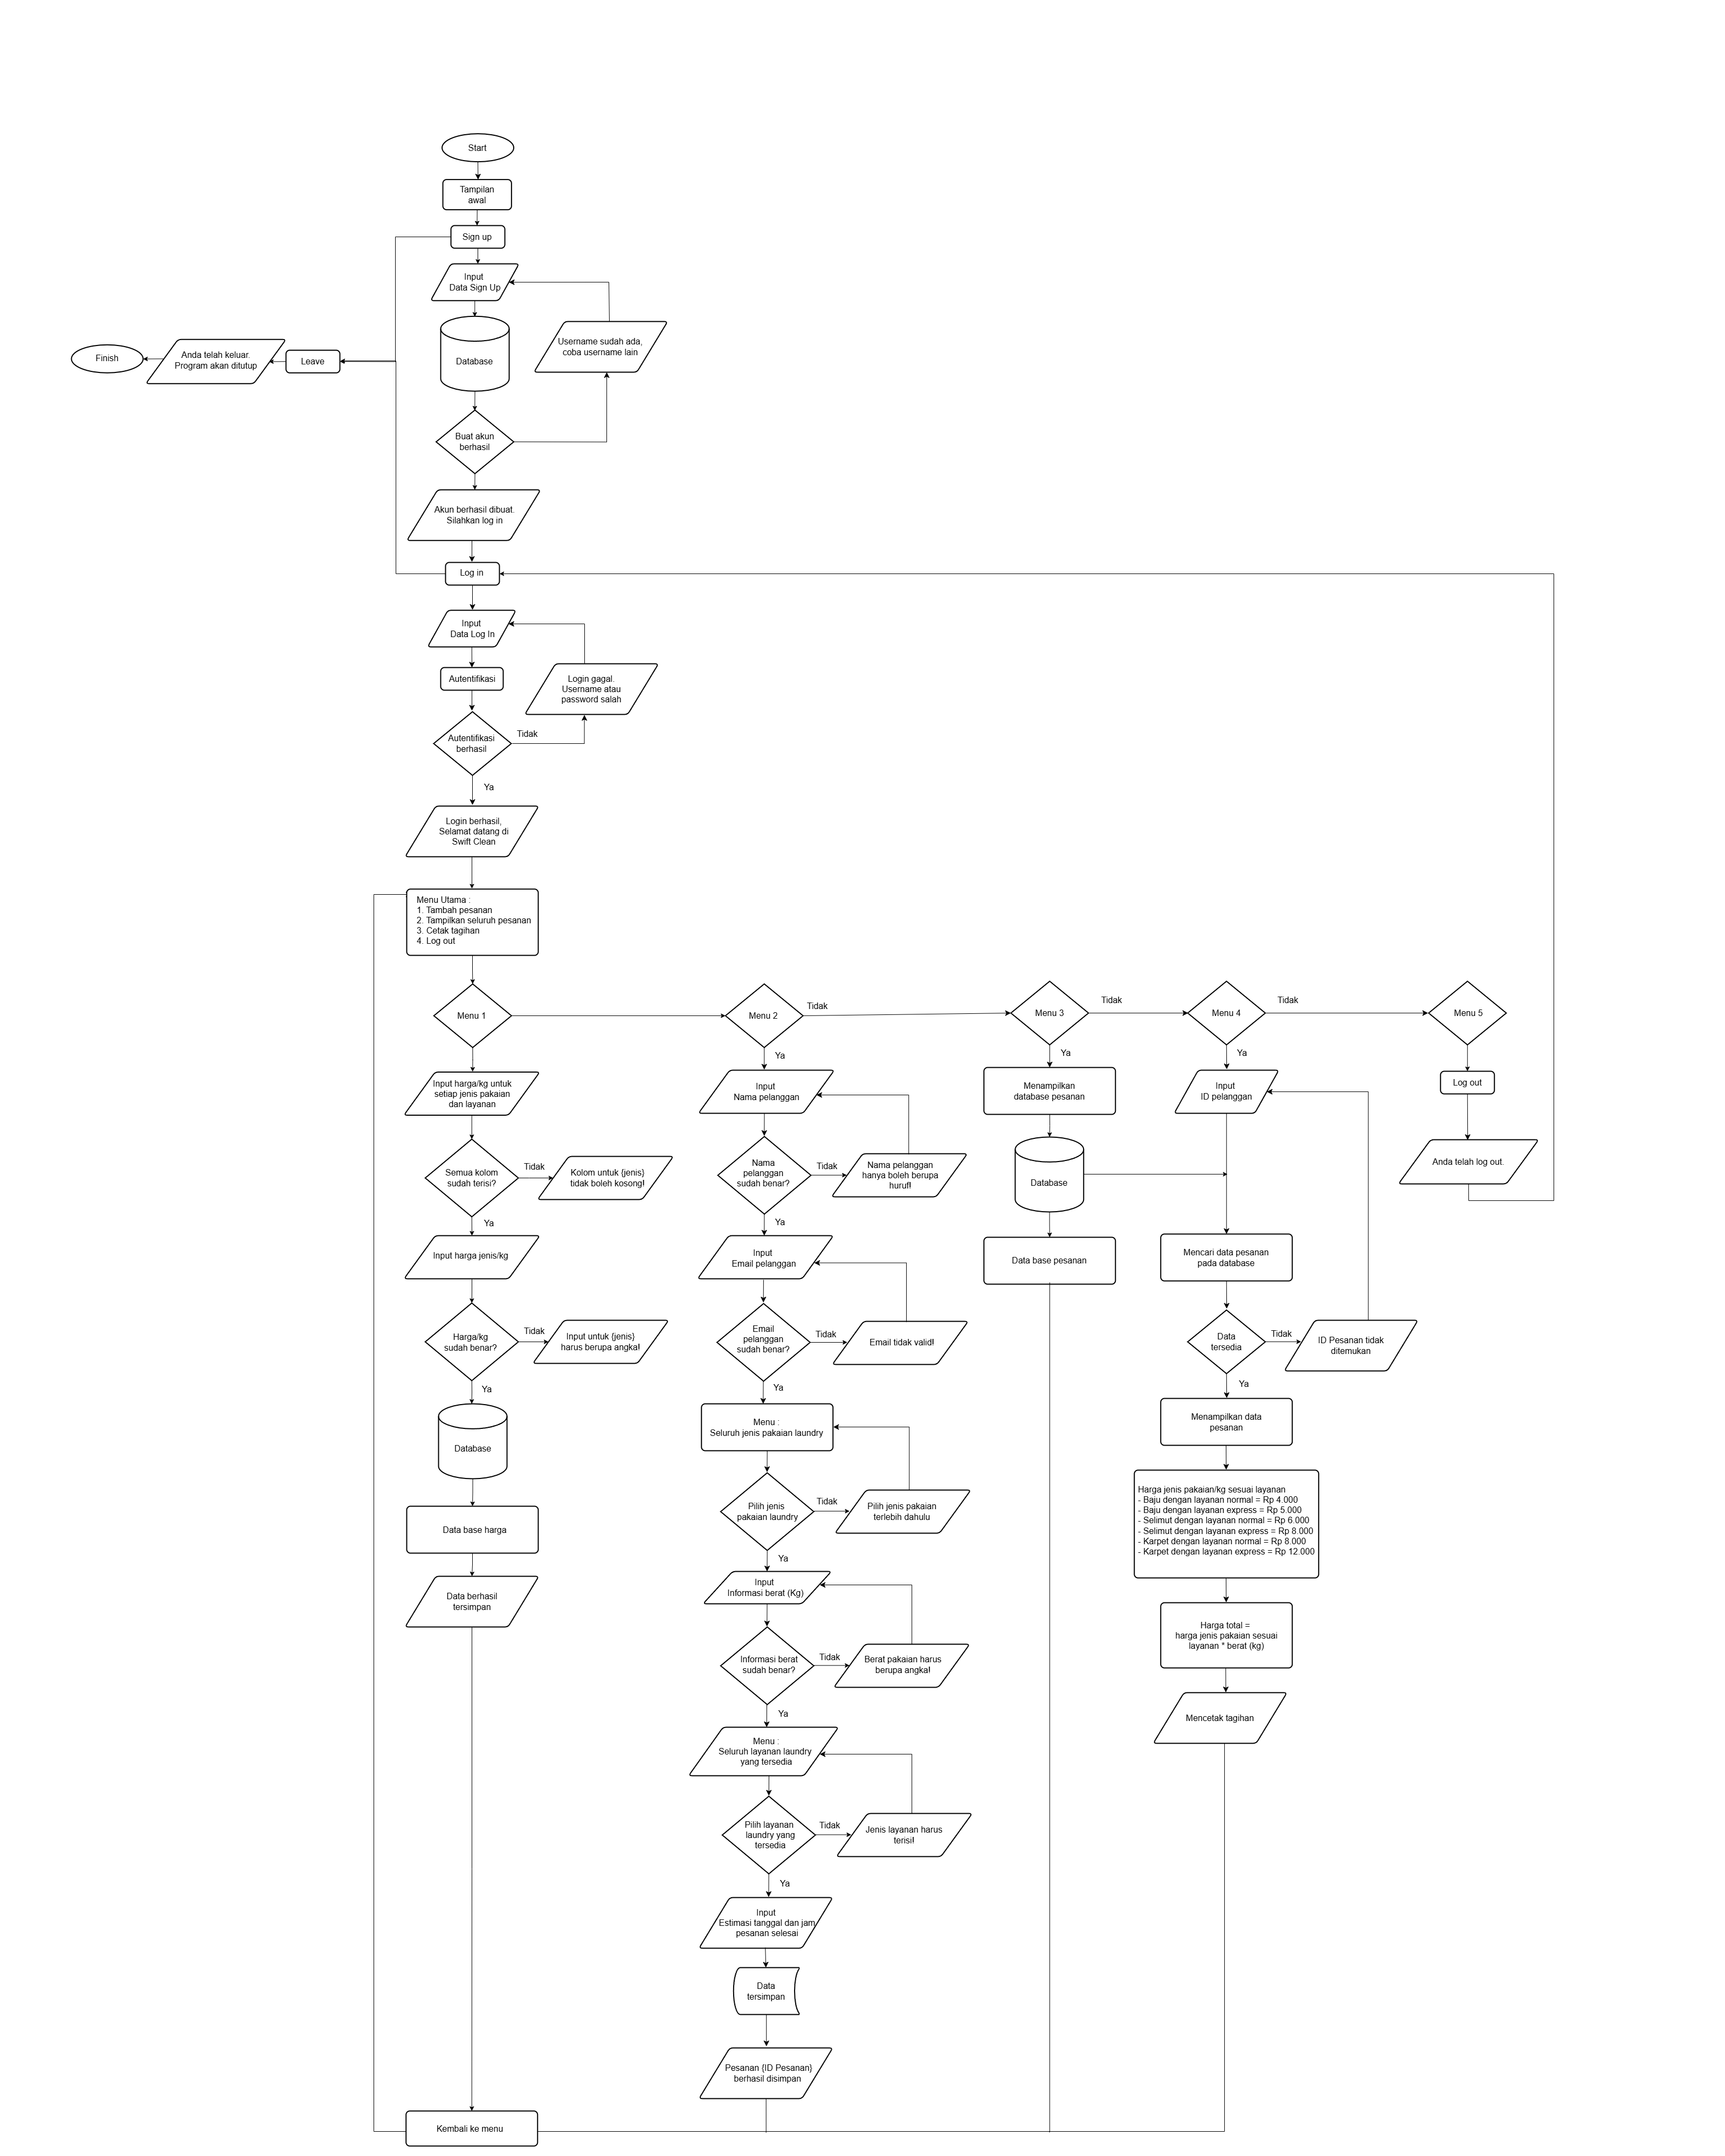 Start
Tampilan
awal
Sign up
Input
Data Sign Up
Database
Username sudah ada,
coba username lain
Finish
Anda telah keluar.
Program akan ditutup
Leave
Buat akun
berhasil
Akun berhasil dibuat.
Silahkan log in
Log in
Input
Data Log In
Autentifikasi
Login gagal.
Username atau
password salah
Autentifikasi
berhasil
Tidak
Ya
Login berhasil,
Selamat datang di
Swift Clean
Menu Utama :
1. Tambah pesanan
2. Tampilkan seluruh pesanan
3. Cetak tagihan
4. Log out
Menu 1
Input harga/kg untuk
setiap jenis pakaian
dan layanan
Semua kolom
sudah terisi?
Tidak
Kolom untuk {jenis}
tidak boleh kosong!
Ya
Input harga jenis/kg
Harga/kg
sudah benar?
Tidak
Input untuk {jenis}
harus berupa angka!
Ya
Database
Data base harga
Data berhasil
tersimpan
Kembali ke menu
Menu 2
Tidak
Ya
Input
Nama pelanggan
Nama
pelanggan
sudah benar?
Tidak
Nama pelanggan
hanya boleh berupa
huruf!
Ya
Input
Email pelanggan
Email
pelanggan
sudah benar?
Tidak
Email tidak valid!
Ya
Menu :
Seluruh jenis pakaian laundry
Pilih jenis
pakaian laundry
Tidak
Pilih jenis pakaian
terlebih dahulu
Ya
Input
Informasi berat (Kg)
Informasi berat
sudah benar?
Tidak
Berat pakaian harus
berupa angka!
Ya
Menu :
Seluruh layanan laundry
yang tersedia
Pilih layanan
laundry yang
tersedia
Tidak
Jenis layanan harus
terisi!
Ya
Input
Estimasi tanggal dan jam
pesanan selesai
Data
tersimpan
Pesanan {ID Pesanan}
berhasil disimpan
Menu 3
Tidak
Ya
Menampilkan
database pesanan
Database
Data base pesanan
Menu 4
Tidak
Ya
Input
ID pelanggan
Mencari data pesanan
pada database
Data
tersedia
Tidak
ID Pesanan tidak
ditemukan
Ya
Menampilkan data
pesanan
Harga jenis pakaian/kg sesuai layanan
- Baju dengan layanan normal = Rp 4.000
- Baju dengan layanan express = Rp 5.000
- Selimut dengan layanan normal = Rp 6.000
- Selimut dengan layanan express = Rp 8.000
- Karpet dengan layanan normal = Rp 8.000
- Karpet dengan layanan express = Rp 12.000
Harga total =
harga jenis pakaian sesuai
layanan * berat (kg)
Mencetak tagihan
Menu 5
Log out
Anda telah log out.